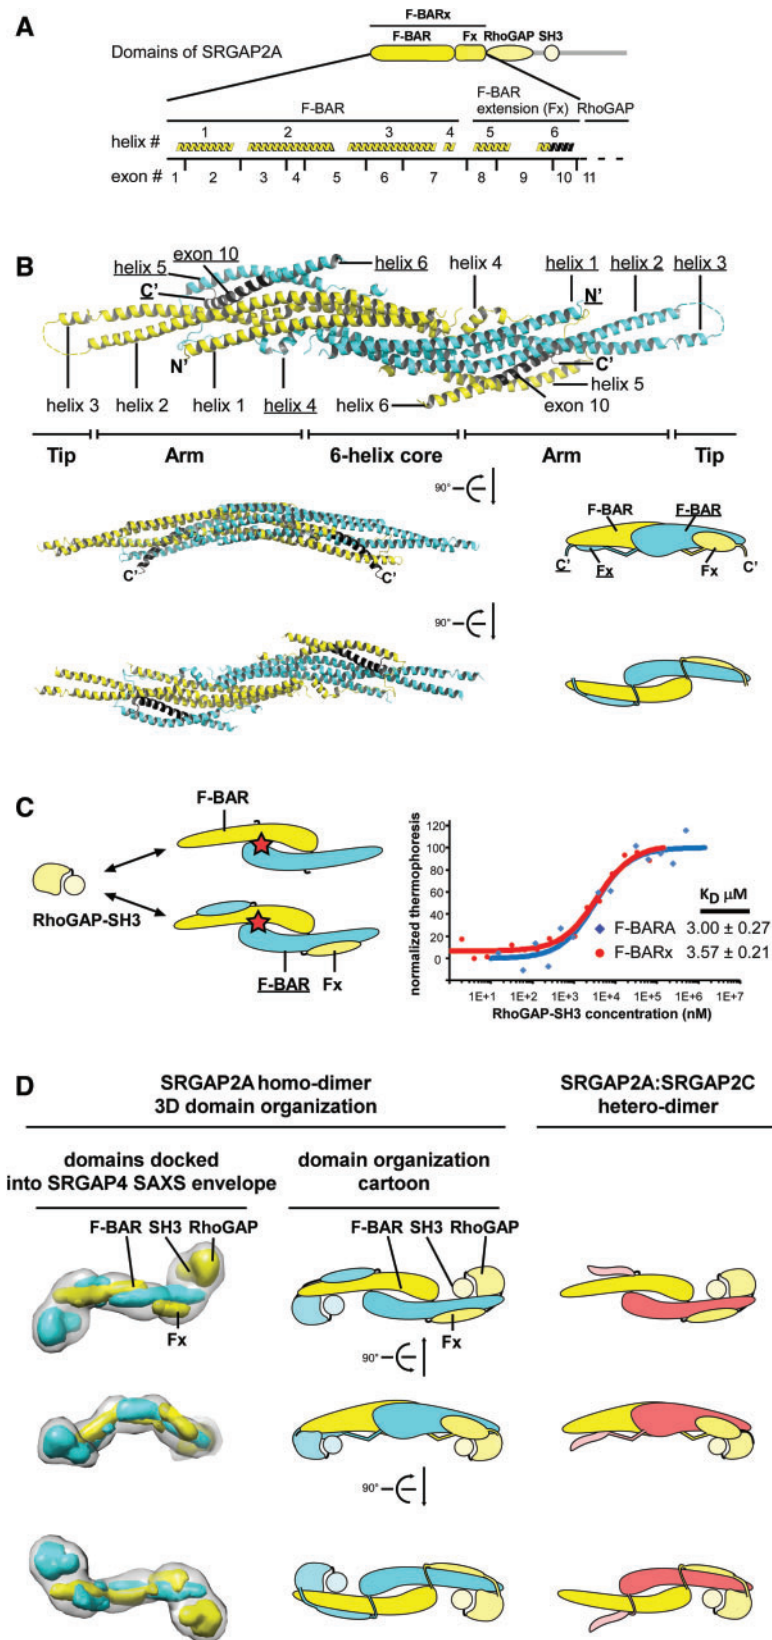 A
F-BARx
F-BAR Fx RhoGAP SH3
Domains of SRGAP2A
F-BAR
F-BAR extension (Fx)
RhoGAP
helix # 1 2 3 4 5 6
exon # 1 2 3 4 5 6 7 8 9 10 11
B
exon 10
helix 5
helix 6
helix 4
helix 1
helix 2
helix 3
C'
N'
N'
C'
helix 3
helix 2
helix 1
helix 4
helix 6
exon 10
helix 5
Tip Arm 6-helix core Arm Tip
90°
F-BAR F-BAR
C' C'
C' Fx Fx C'
90°
C
F-BAR
RhoGAP-SH3
F-BAR Fx
normalized thermophoresis
120
100
80
60
40
20
0
KD µM
F-BARA 3.00 ± 0.27
F-BARx 3.57 ± 0.21
1E+1 1E+2 1E+3 1E+4 1E+5 1E+6 1E+7
RhoGAP-SH3 concentration (nM)
D
SRGAP2A homo-dimer
3D domain organization
SRGAP2A:SRGAP2C
hetero-dimer
domains docked
into SRGAP4 SAXS envelope
domain organization
cartoon
F-BAR SH3 RhoGAP
F-BAR SH3 RhoGAP
Fx
Fx
90°
90°